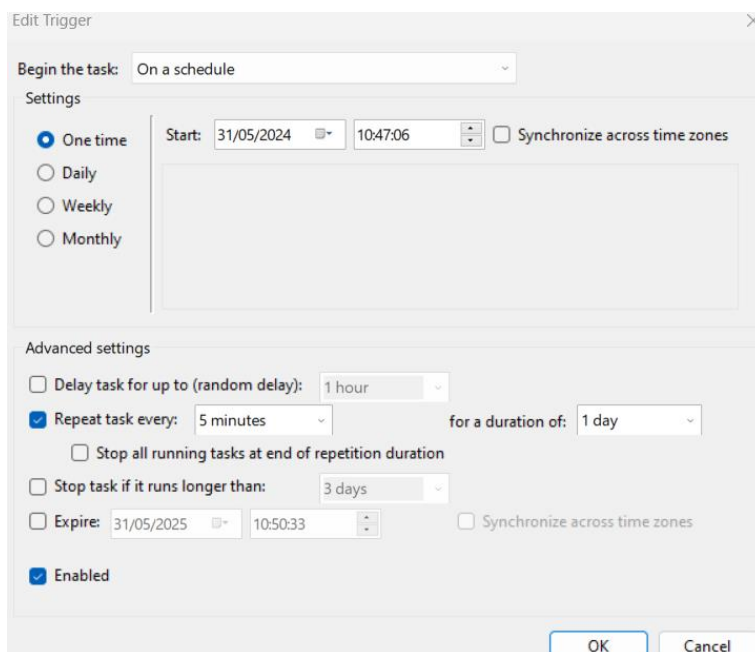 Edit Trigger
Begin the task: On a schedule
Settings
One time
Start: 31/05/2024 10:47:06 Synchronize across time zones
Daily
Weekly
Monthly
Advanced settings
Delay task for up to (random delay): 1 hour
Repeat task every: 5 minutes for a duration of: 1 day
Stop all running tasks at end of repetition duration
Stop task if it runs longer than: 3 days
Expire: 31/05/2025 10:50:33 Synchronize across time zones
Enabled
OK Cancel